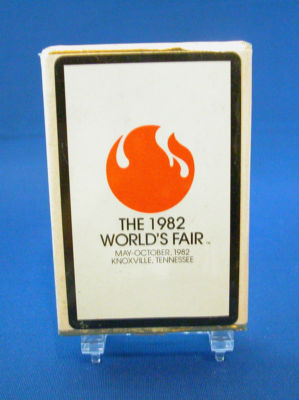 THE 1982
WORLD'S FAIR™
MAY-OCTOBER, 1982
KNOXVILLE, TENNESSEE